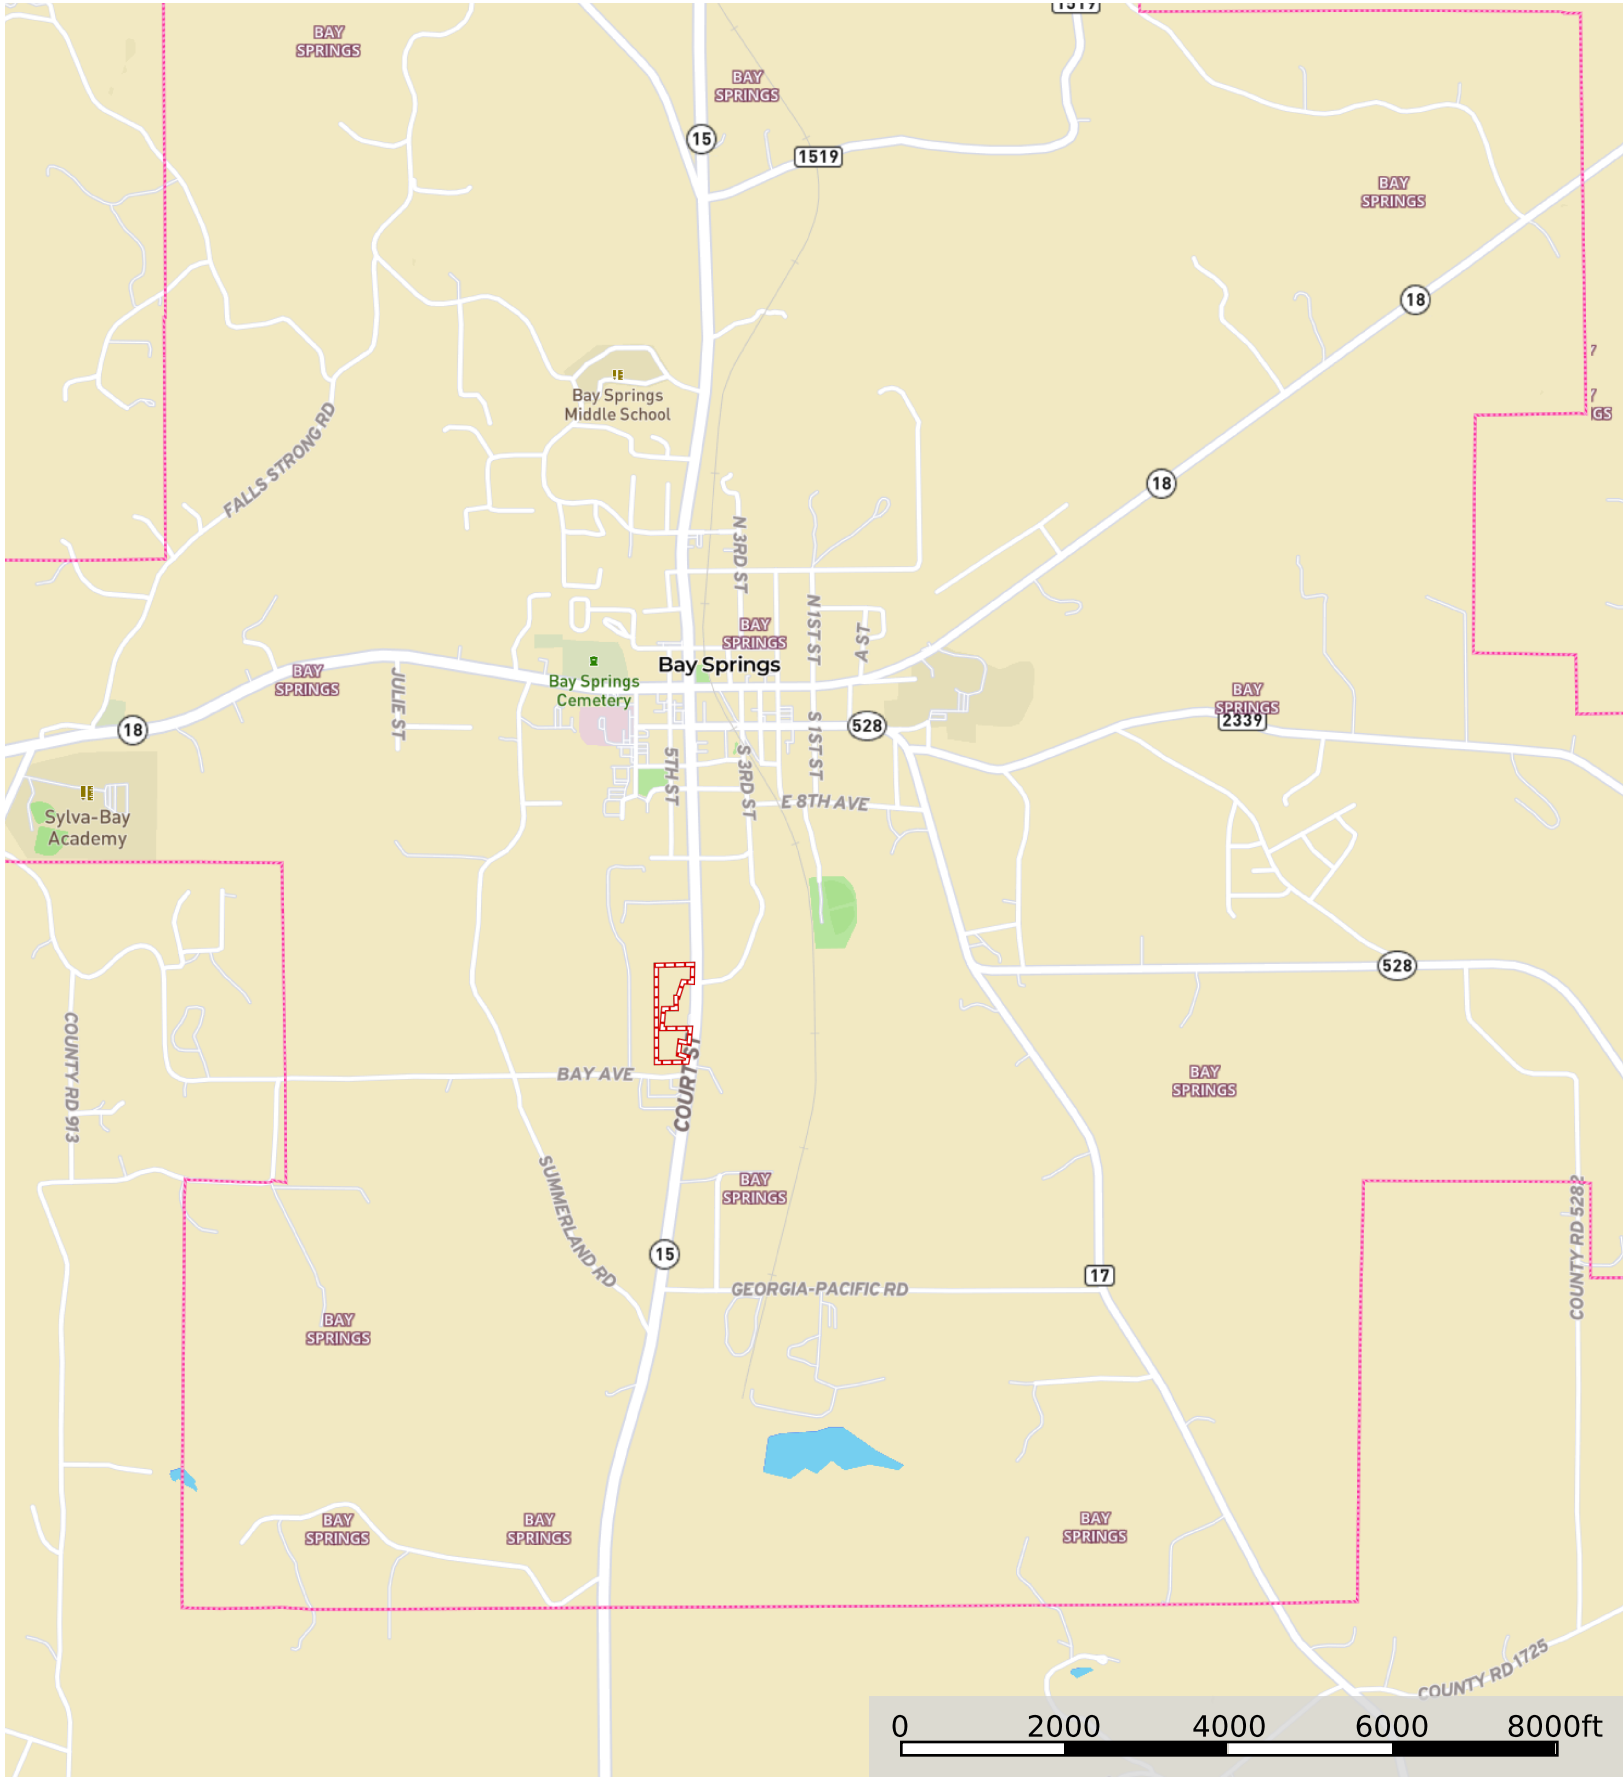 1519
BAY
SPRINGS
BAY
SPRINGS
15
1519
BAY
SPRINGS
18
7
7
GS
Bay Springs
Middle School
FALLS STRONG RD
18
N 3RD ST
N 1ST ST
A ST
BAY
SPRINGS
Bay Springs
BAY
SPRINGS
Bay Springs
Cemetery
JULIE ST
BAY
SPRINGS
2339
18
528
5TH ST
S 3RD ST
S 1ST ST
E 8TH AVE
Sylva-Bay
Academy
528
COUNTY RD 913
BAY AVE
COURT ST
BAY
SPRINGS
SUMMERLAND RD
BAY
SPRINGS
COUNTY RD 5282
15
17
GEORGIA-PACIFIC RD
BAY
SPRINGS
BAY
SPRINGS
BAY
SPRINGS
BAY
SPRINGS
COUNTY RD 1725
0 2000 4000 6000 8000ft